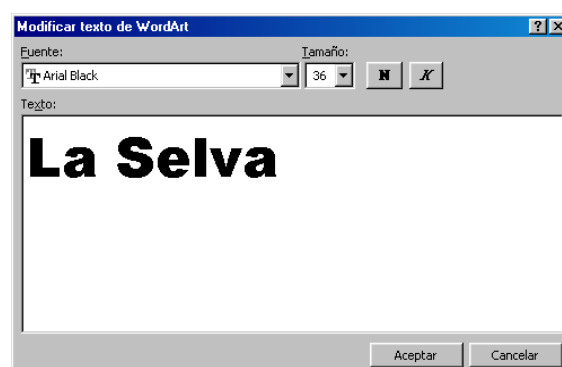 Modificar texto de WordArt ? ×
Fuente: Tamaño:
Arial Black 36 N K
Texto:
La Selva
Aceptar Cancelar